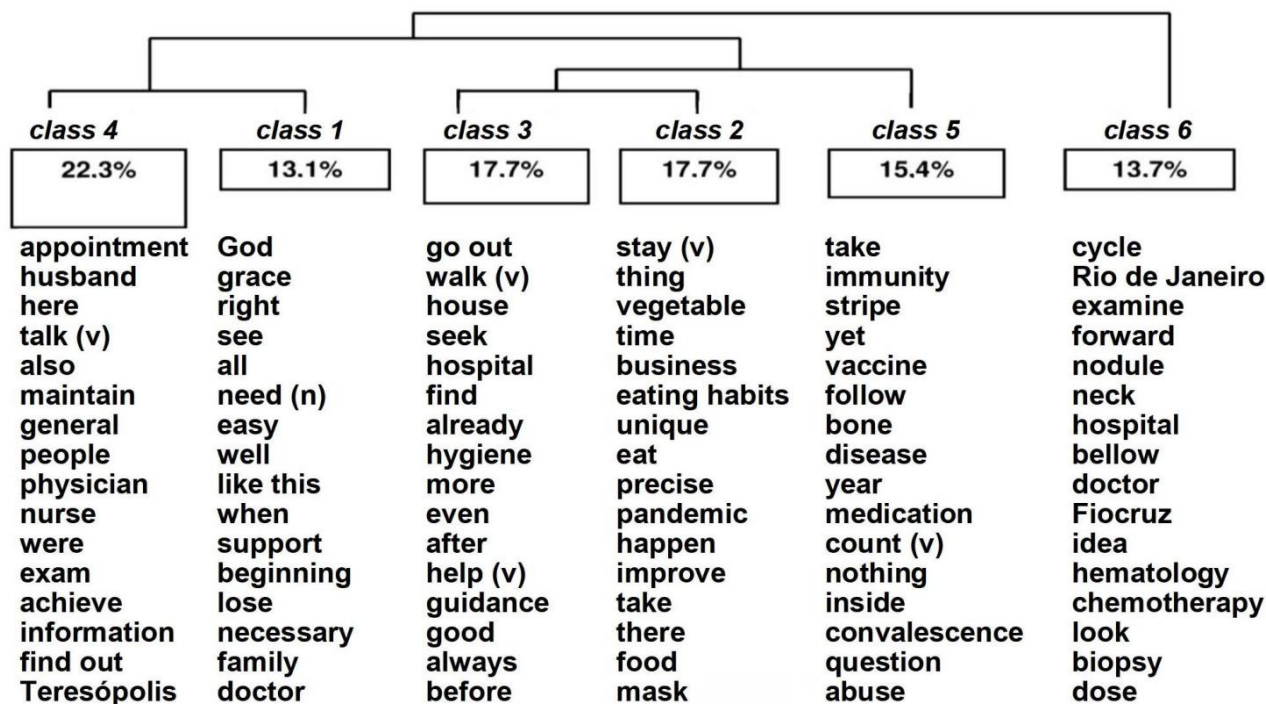 class 4 class 1 class 3 class 2 class 5 class 6
22.3% 13.1% 17.7% 17.7% 15.4% 13.7%
appointment God go out stay (v) take cycle
husband grace walk (v) thing immunity Rio de Janeiro
here right house vegetable stripe examine
talk (v) see seek time yet forward
also all hospital business vaccine nodule
maintain need (n) find eating habits follow neck
general easy already unique bone hospital
people well hygiene eat disease bellow
physician like this more precise year doctor
nurse when even pandemic medication Fiocruz
were support after happen count (v) idea
exam beginning help (v) improve nothing hematology
achieve lose guidance take inside chemotherapy
information necessary good there convalescence look
find out family always food question biopsy
Teresópolis doctor before mask abuse dose